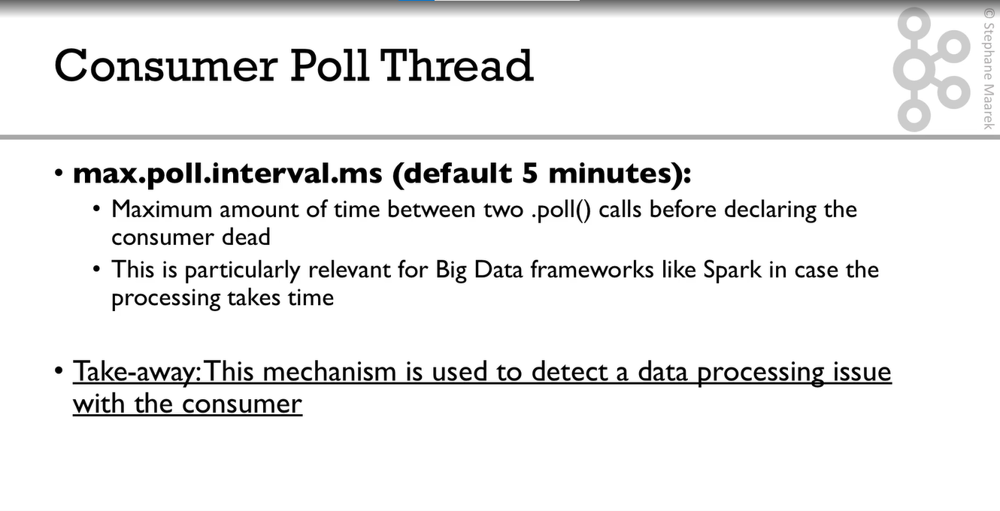 Consumer Poll Thread
© Stephane Maarek
• max.poll.interval.ms (default 5 minutes):
• Maximum amount of time between two .poll() calls before declaring the
consumer dead
• This is particularly relevant for Big Data frameworks like Spark in case the
processing takes time
• Take-away: This mechanism is used to detect a data processing issue
with the consumer